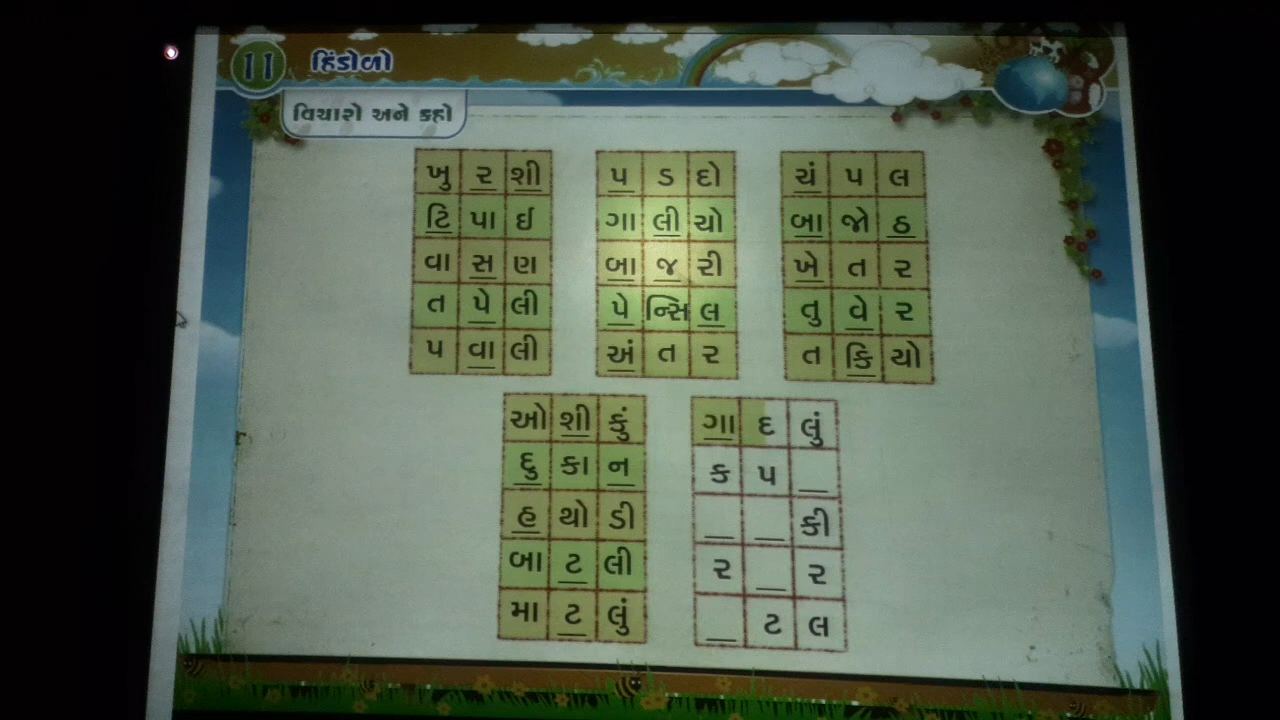 11 હિંડોળો
વિચારો અને કહો
ખુ ર શી
ટિ પા ઈ
વા સ ણ
ત પે લી
પ વા લી
પ ડ દો
ગા લી ચો
બા જ રી
પે ન્સિ લ
અં ત ર
ચં પ લ
બા જો ઠ
ખે ત ર
તુ વે ર
ત કિ યો
ઓ શી કું
દુ કા ન
હ થો ડી
બા ટ લી
મા ટ લું
ગા દ લું
ક પ _
_ _ કી
ર _ ર
_ ટ લ